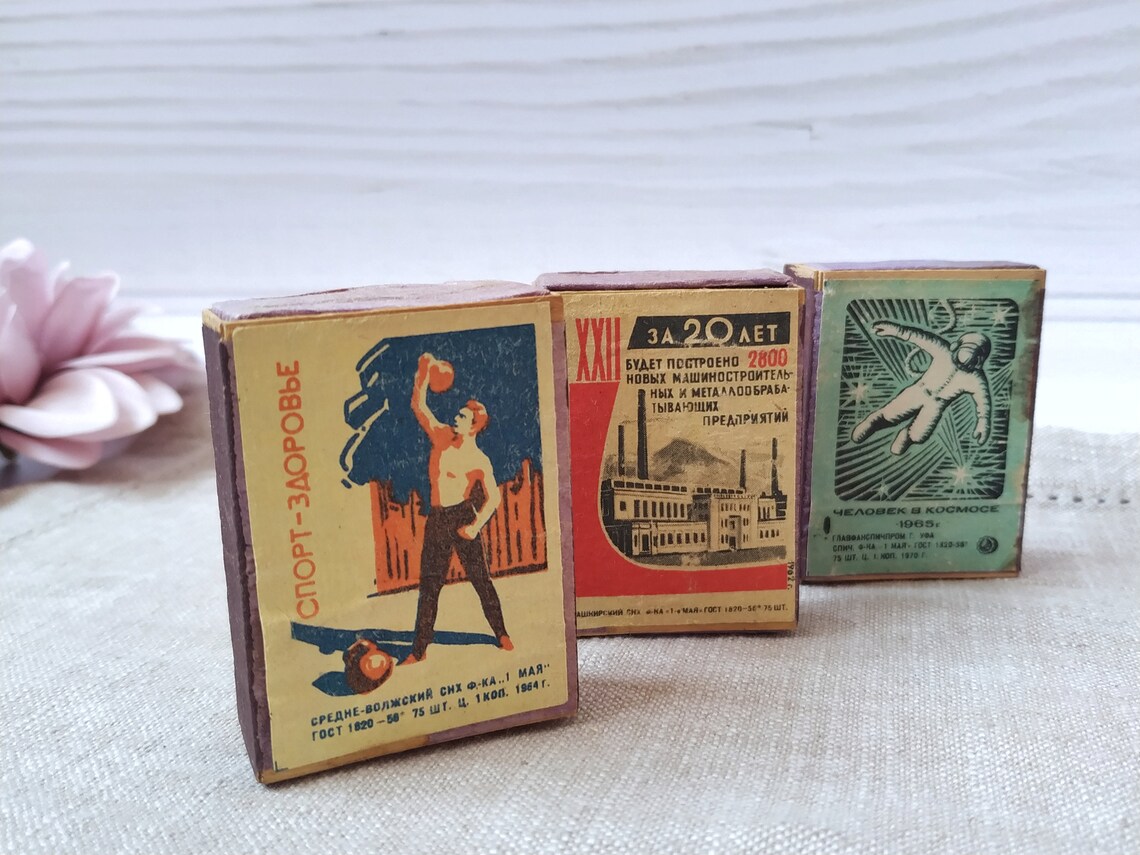 СПОРТ-ЗДОРОВЬЕ
СРЕДНЕ-ВОЛЖСКИЙ СНХ Ф-КА „1 МАЯ"
ГОСТ 1820-56° 75 ШТ. Ц. 1 КОП. 1964 г.
XXII
ЗА 20 ЛЕТ
БУДЕТ ПОСТРОЕНО 2800
НОВЫХ МАШИНОСТРОИТЕЛЬ-
НЫХ И МЕТАЛЛООБРАБА-
ТЫВАЮЩИХ
ПРЕДПРИЯТИЙ
АШКИРСКИЙ СНХ Ф-КА «1-е МАЯ» ГОСТ 1820-56° 75 ШТ.
ЧЕЛОВЕК В КОСМОСЕ
1965г
ГЛАВФАНСПИЧПРОМ Г. УФА
СПИЧ. Ф-КА „1 МАЯ" ГОСТ 1820-56°
75 ШТ. Ц. 1 КОП. 1970 Г.